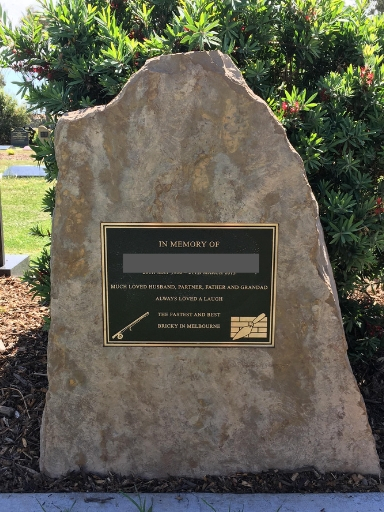 IN MEMORY OF
MUCH LOVED HUSBAND, PARTNER, FATHER AND GRANDAD
ALWAYS LOVED A LAUGH
THE FASTEST AND BEST
BRICKY IN MELBOURNE